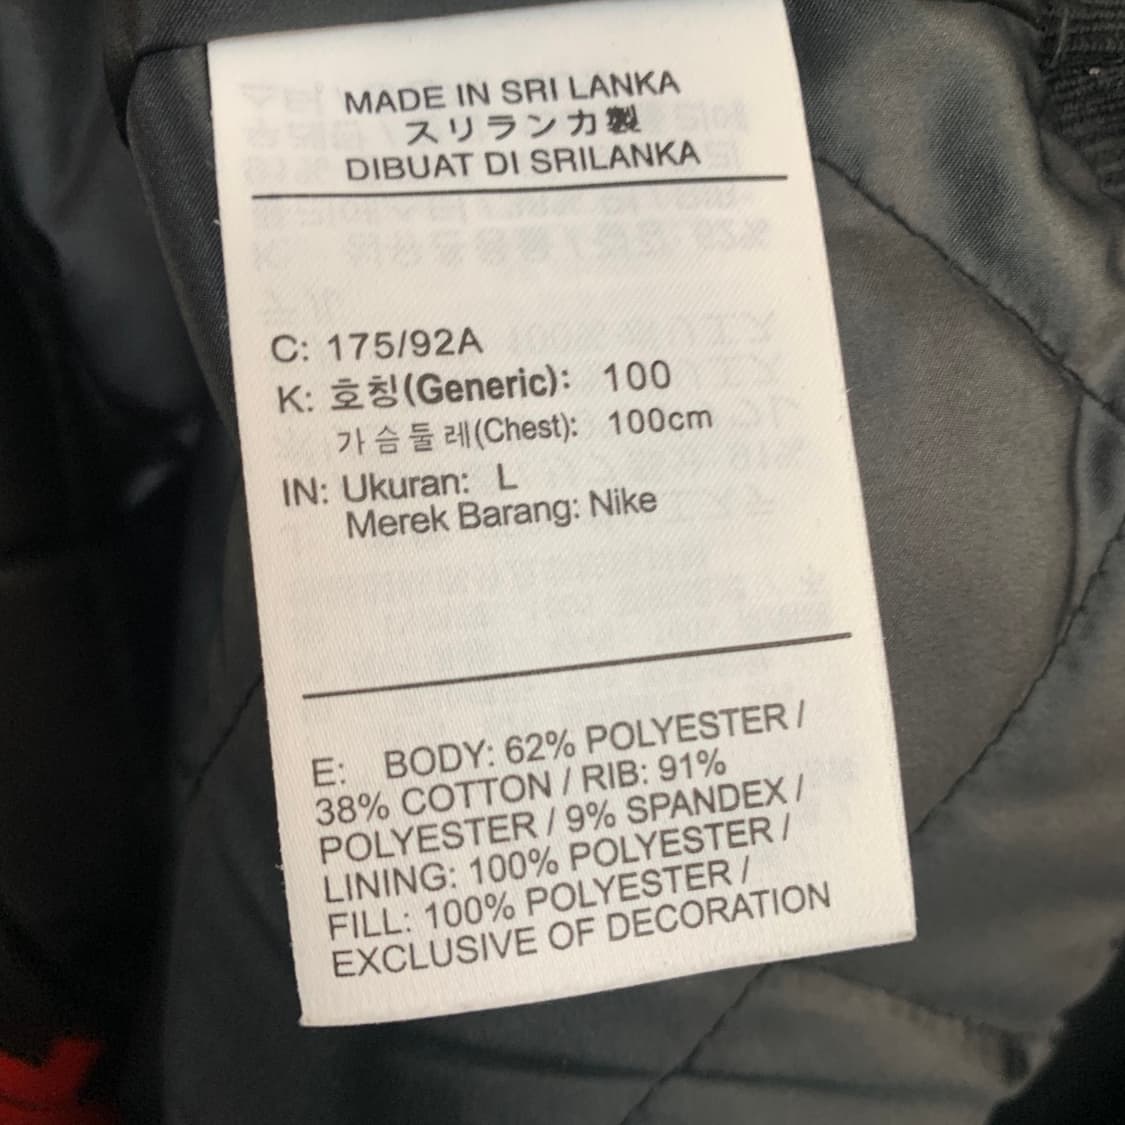 MADE IN SRI LANKA
スリランカ製
DIBUAT DI SRILANKA
C: 175/92A
K: 호칭(Generic): 100
가슴둘레(Chest): 100cm
IN: Ukuran: L
Merek Barang: Nike
E: BODY: 62% POLYESTER /
38% COTTON / RIB: 91%
POLYESTER / 9% SPANDEX /
LINING: 100% POLYESTER /
FILL: 100% POLYESTER /
EXCLUSIVE OF DECORATION